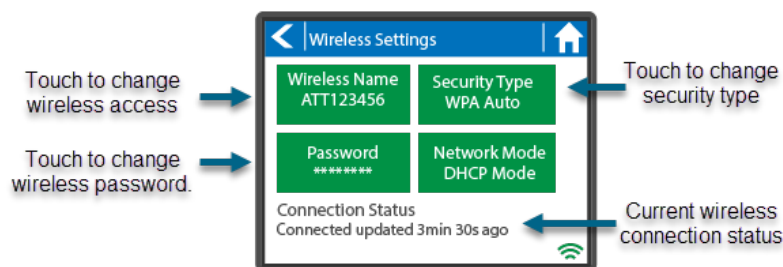 Wireless Settings
Touch to change
wireless access
Wireless Name
ATT123456
Security Type
WPA Auto
Touch to change
security type
Touch to change
wireless password.
Password
********
Network Mode
DHCP Mode
Connection Status
Connected updated 3min 30s ago
Current wireless
connection status